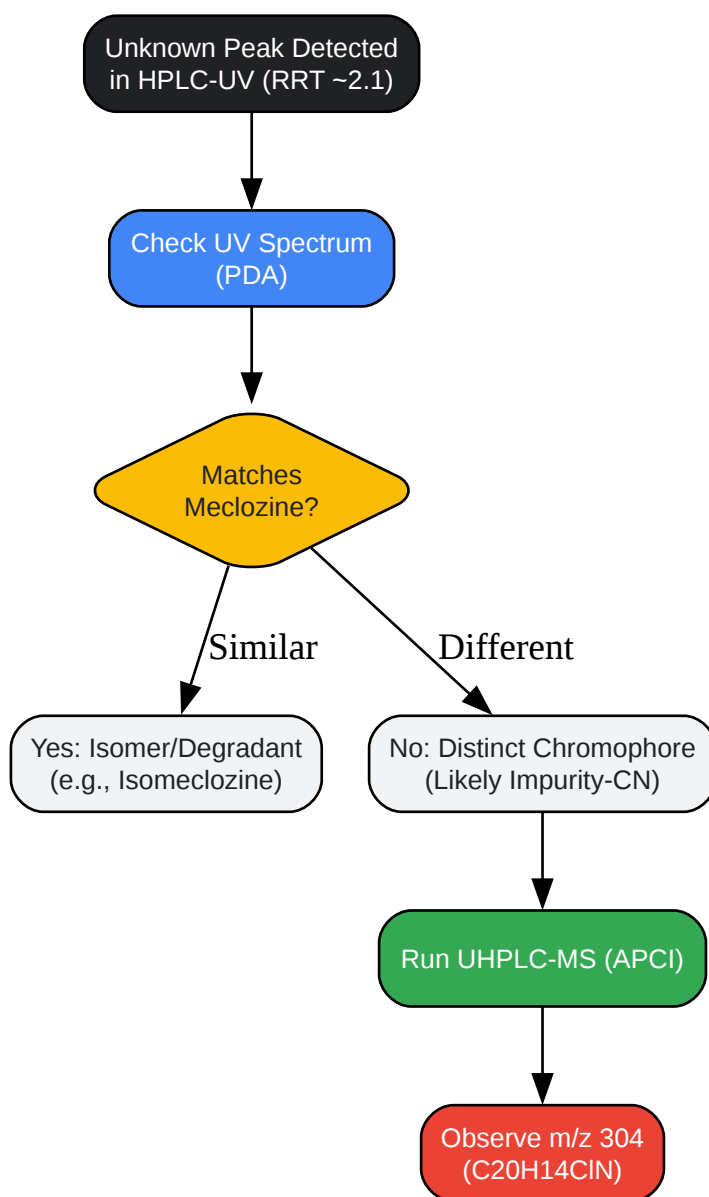 Unknown Peak Detected
in HPLC-UV (RRT ~2.1)
Check UV Spectrum
(PDA)
Matches
Meclozine?
Similar
Different
Yes: Isomer/Degradant
(e.g., Isomeclozine)
No: Distinct Chromophore
(Likely Impurity-CN)
Run UHPLC-MS (APCI)
Observe m/z 304
(C20H14ClN)